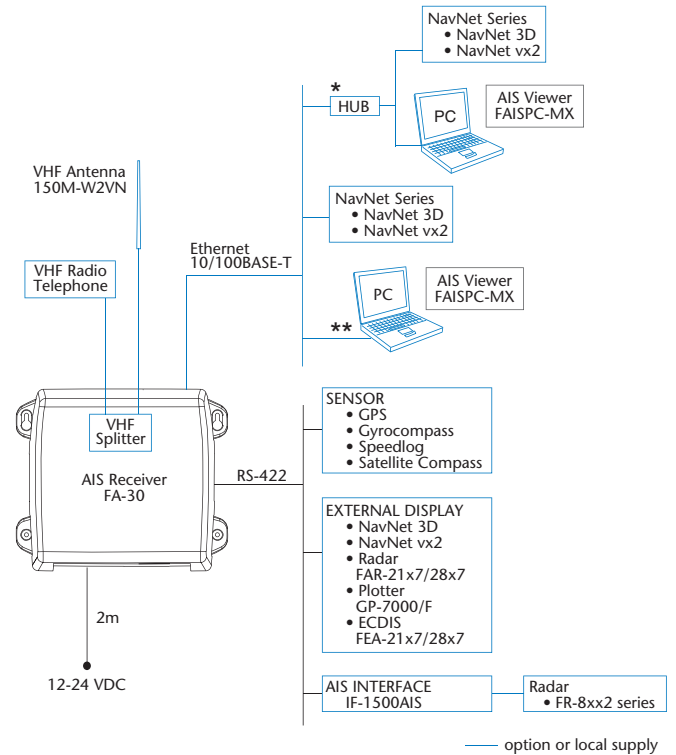 NavNet Series
• NavNet 3D
• NavNet vx2
*
HUB
PC
AIS Viewer
FAISPC-MX
VHF Antenna
150M-W2VN
NavNet Series
• NavNet 3D
• NavNet vx2
Ethernet
10/100BASE-T
VHF Radio
Telephone
PC
AIS Viewer
FAISPC-MX
**
VHF
Splitter
AIS Receiver
FA-30
RS-422
SENSOR
• GPS
• Gyrocompass
• Speedlog
• Satellite Compass
EXTERNAL DISPLAY
• NavNet 3D
• NavNet vx2
• Radar
FAR-21x7/28x7
• Plotter
GP-7000/F
• ECDIS
FEA-21x7/28x7
2m
12-24 VDC
AIS INTERFACE
IF-1500AIS
Radar
• FR-8xx2 series
option or local supply